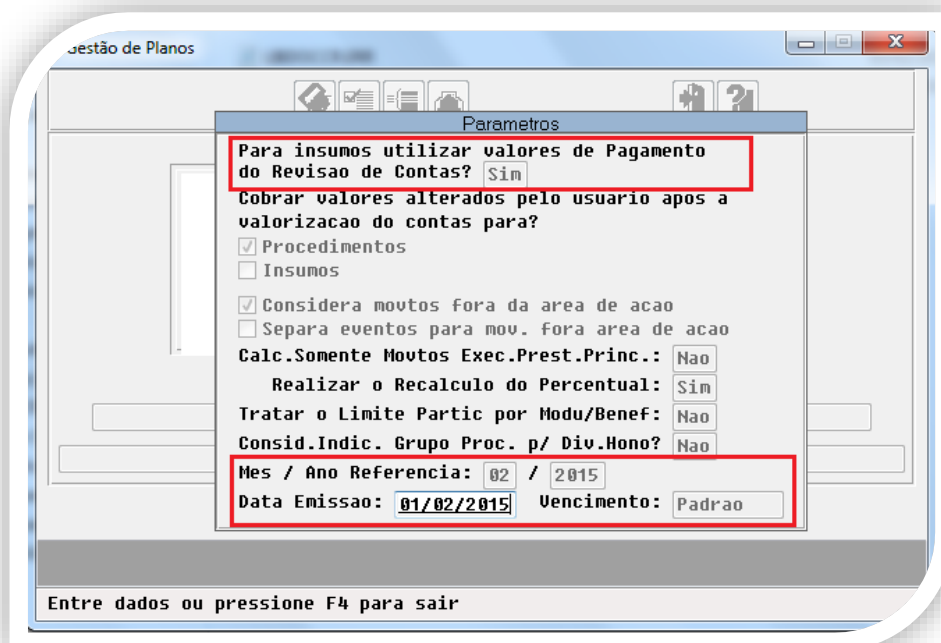 Gestão de Planos
Parametros
Para insumos utilizar valores de Pagamento
do Revisao de Contas? Sim
Cobrar valores alterados pelo usuario apos a
valorizacao do contas para?
Procedimentos
Insumos
Considera movtos fora da area de acao
Separa eventos para mov. fora area de acao
Calc.Somente Movtos Exec.Prest.Princ.: Nao
Realizar o Recalculo do Percentual: Sim
Tratar o Limite Partic por Modu/Benef: Nao
Consid.Indic. Grupo Proc. p/ Div.Hono? Nao
Mes / Ano Referencia: 02 / 2015
Data Emissao: 01/02/2015 Vencimento: Padrao
Entre dados ou pressione F4 para sair